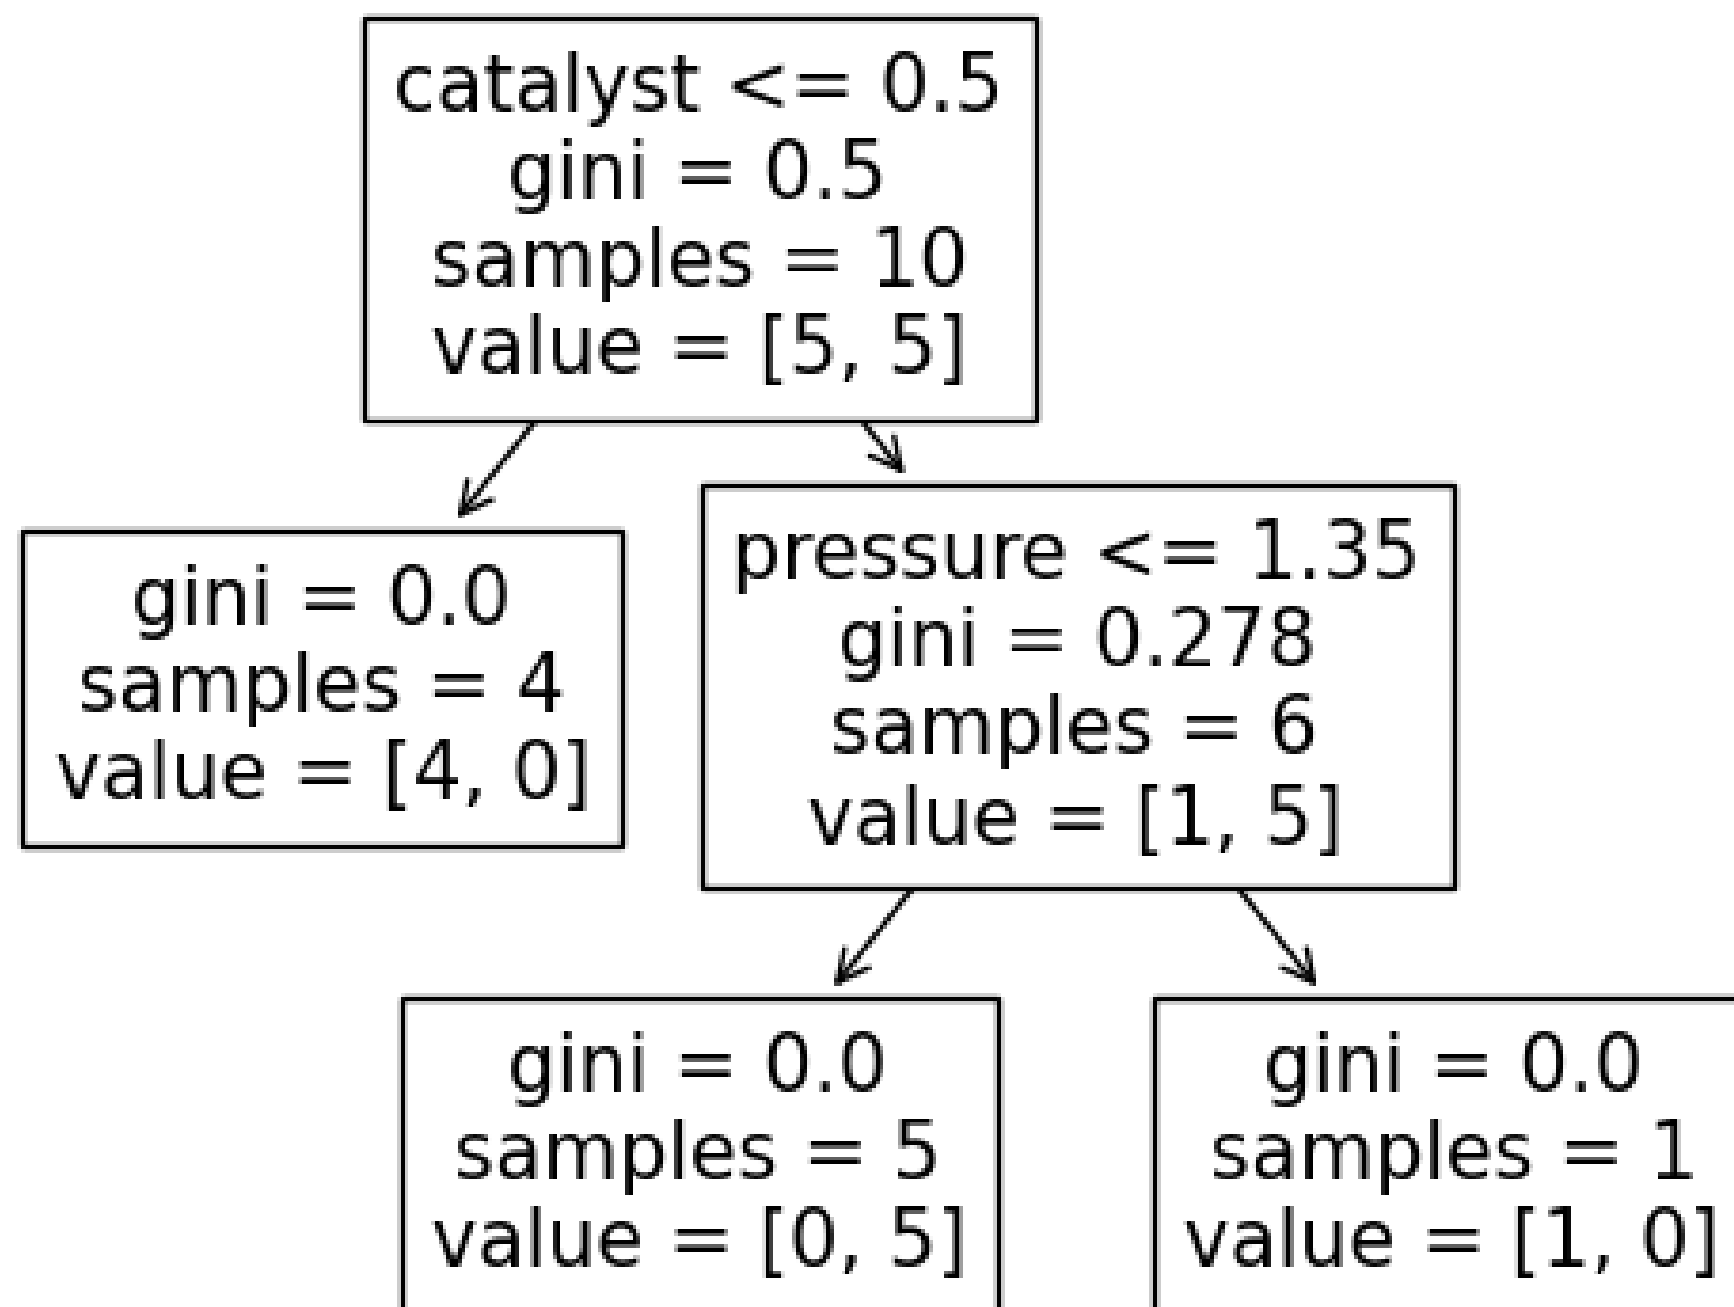 catalyst <= 0.5
gini = 0.5
samples = 10
value = [5, 5]
gini = 0.0
samples = 4
value = [4, 0]
pressure <= 1.35
gini = 0.278
samples = 6
value = [1, 5]
gini = 0.0
samples = 5
value = [0, 5]
gini = 0.0
samples = 1
value = [1, 0]